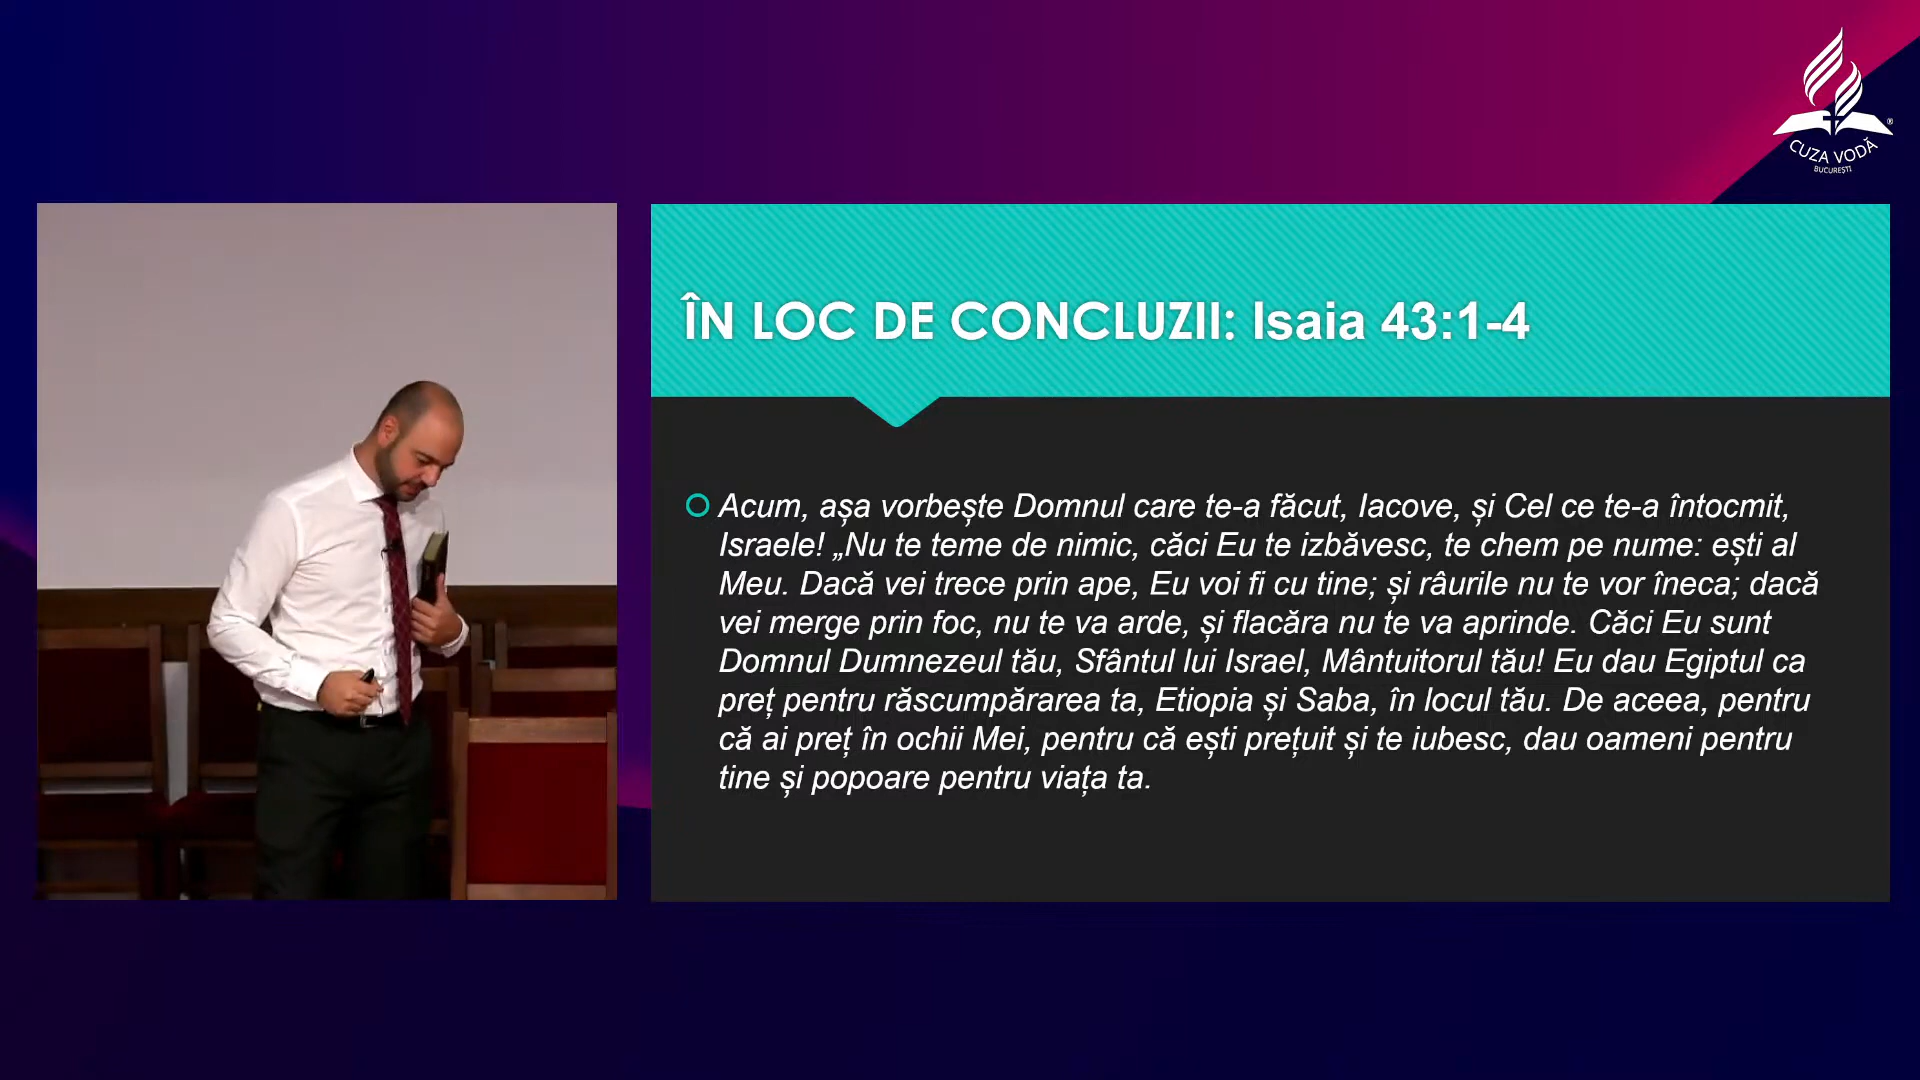 CUZA VODĂ
BUCUREȘTI
ÎN LOC DE CONCLUZII: Isaia 43:1-4
Acum, așa vorbește Domnul care te-a făcut, Iacove, și Cel ce te-a întocmit,
Israele! „Nu te teme de nimic, căci Eu te izbăvesc, te chem pe nume: ești al
Meu. Dacă vei trece prin ape, Eu voi fi cu tine; și râurile nu te vor îneca; dacă
vei merge prin foc, nu te va arde, și flacăra nu te va aprinde. Căci Eu sunt
Domnul Dumnezeul tău, Sfântul lui Israel, Mântuitorul tău! Eu dau Egiptul ca
preț pentru răscumpărarea ta, Etiopia și Saba, în locul tău. De aceea, pentru
că ai preț în ochii Mei, pentru că ești prețuit și te iubesc, dau oameni pentru
tine și popoare pentru viața ta.